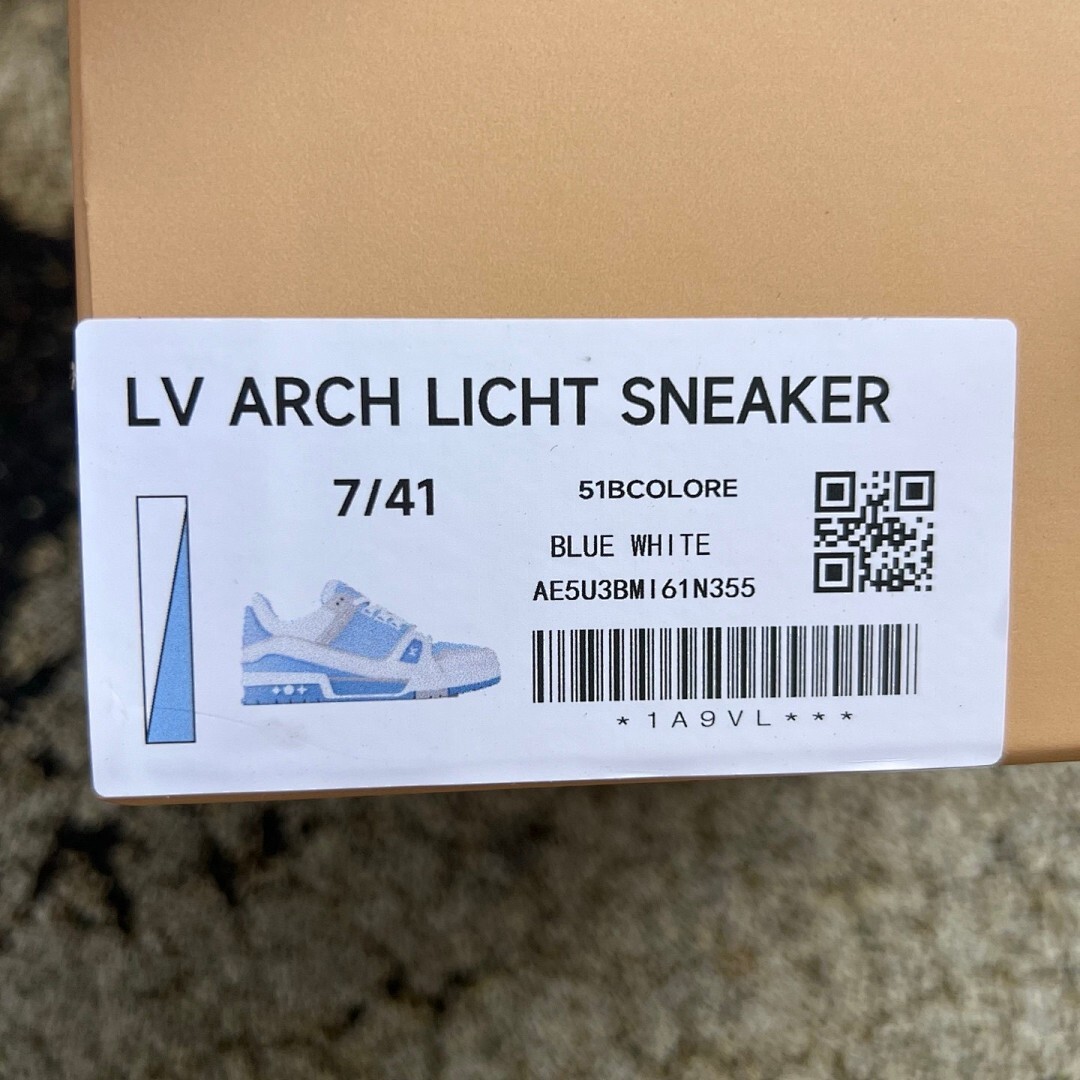 LV ARCH LICHT SNEAKER
7/41
51BCOLORE
BLUE WHITE
AE5U3BMI61N355
*1A9VL***